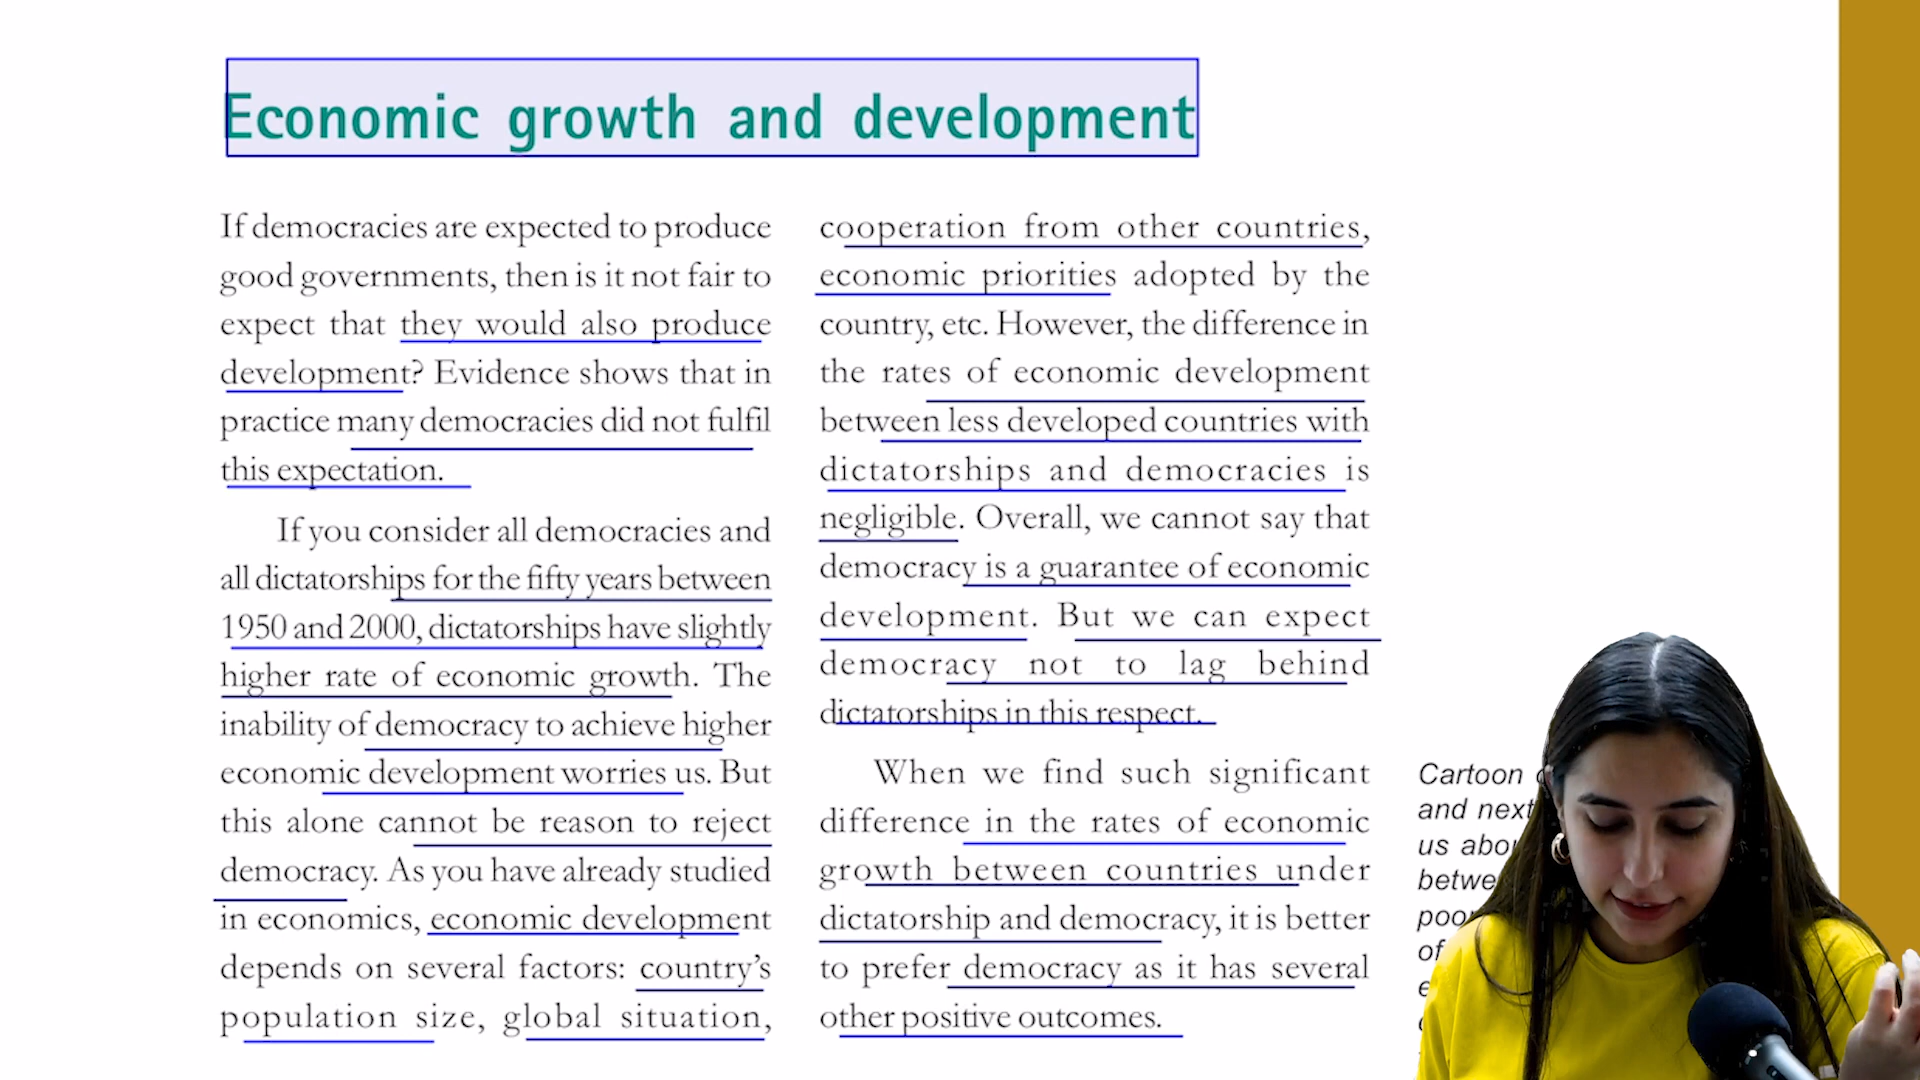 Economic growth and development
If democracies are expected to produce
good governments, then is it not fair to
expect that they would also produce
development? Evidence shows that in
practice many democracies did not fulfil
this expectation.
If you consider all democracies and
all dictatorships for the fifty years between
1950 and 2000, dictatorships have slightly
higher rate of economic growth. The
inability of democracy to achieve higher
economic development worries us. But
this alone cannot be reason to reject
democracy. As you have already studied
in economics, economic development
depends on several factors: country’s
population size, global situation,
cooperation from other countries,
economic priorities adopted by the
country, etc. However, the difference in
the rates of economic development
between less developed countries with
dictatorships and democracies is
negligible. Overall, we cannot say that
democracy is a guarantee of economic
development. But we can expect
democracy not to lag behind
dictatorships in this respect.
When we find such significant
difference in the rates of economic
growth between countries under
dictatorship and democracy, it is better
to prefer democracy as it has several
other positive outcomes.
Cartoon
and next
us